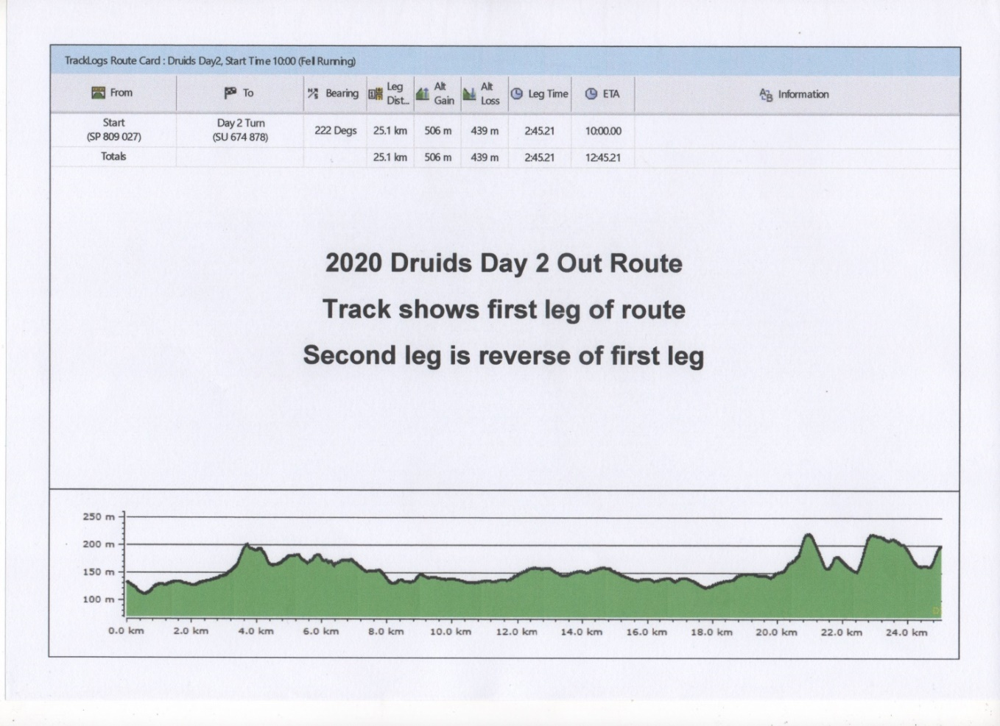 TrackLogs Route Card : Druids Day2, Start Time 10:00 (Fell Running)
From To Bearing Leg Dist... Alt Gain Alt Loss Leg Time ETA Information
Start (SP 809 027) Day 2 Turn (SU 674 878) 222 Degs 25.1 km 506 m 439 m 2:45.21 10:00.00
Totals 25.1 km 506 m 439 m 2:45.21 12:45.21
2020 Druids Day 2 Out Route
Track shows first leg of route
Second leg is reverse of first leg
250 m
200 m
150 m
100 m
0.0 km 2.0 km 4.0 km 6.0 km 8.0 km 10.0 km 12.0 km 14.0 km 16.0 km 18.0 km 20.0 km 22.0 km 24.0 km